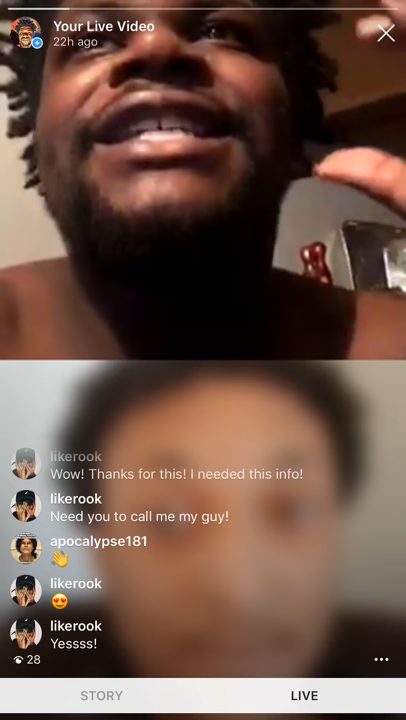 Your Live Video
22h ago
likerook
Wow! Thanks for this! I needed this info!
likerook
Need you to call me my guy!
apocalypse181
👋
likerook
😍
likerook
Yessss!
28
STORY LIVE